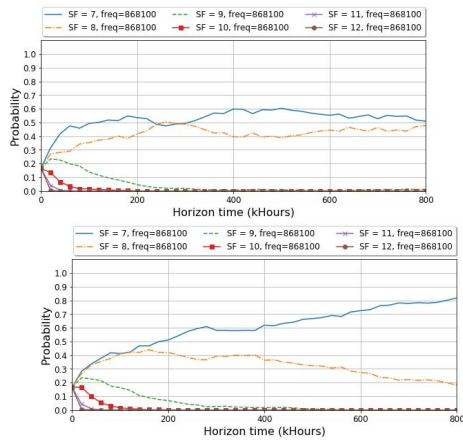 SF = 7, freq=868100 SF = 9, freq=868100 SF = 11, freq=868100
SF = 8, freq=868100 SF = 10, freq=868100 SF = 12, freq=868100
1.0
0.9
0.8
0.7
0.6
0.5
0.4
0.3
0.2
0.1
0.0
Probability
0 200 400 600 800
Horizon time (kHours)
SF = 7, freq=868100 SF = 9, freq=868100 SF = 11, freq=868100
SF = 8, freq=868100 SF = 10, freq=868100 SF = 12, freq=868100
1.0
0.9
0.8
0.7
0.6
0.5
0.4
0.3
0.2
0.1
0.0
Probability
0 200 400 600 800
Horizon time (kHours)